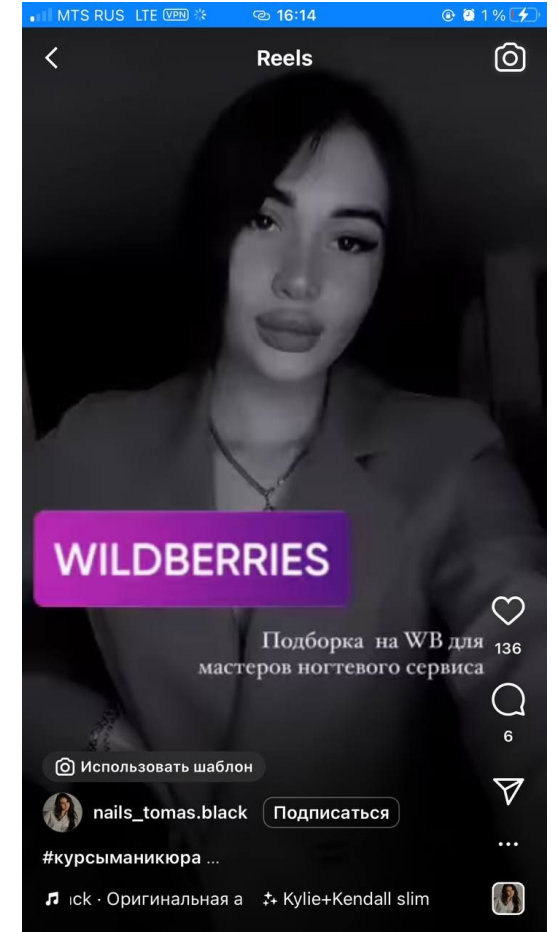 MTS RUS LTE VPN 16:14 1 %
Reels
WILDBERRIES
Подборка на WB для
мастеров ногтевого сервиса
136
6
Использовать шаблон
nails_tomas.black Подписаться
#курсыманикюра ...
ck · Оригинальная а Kylie+Kendall slim